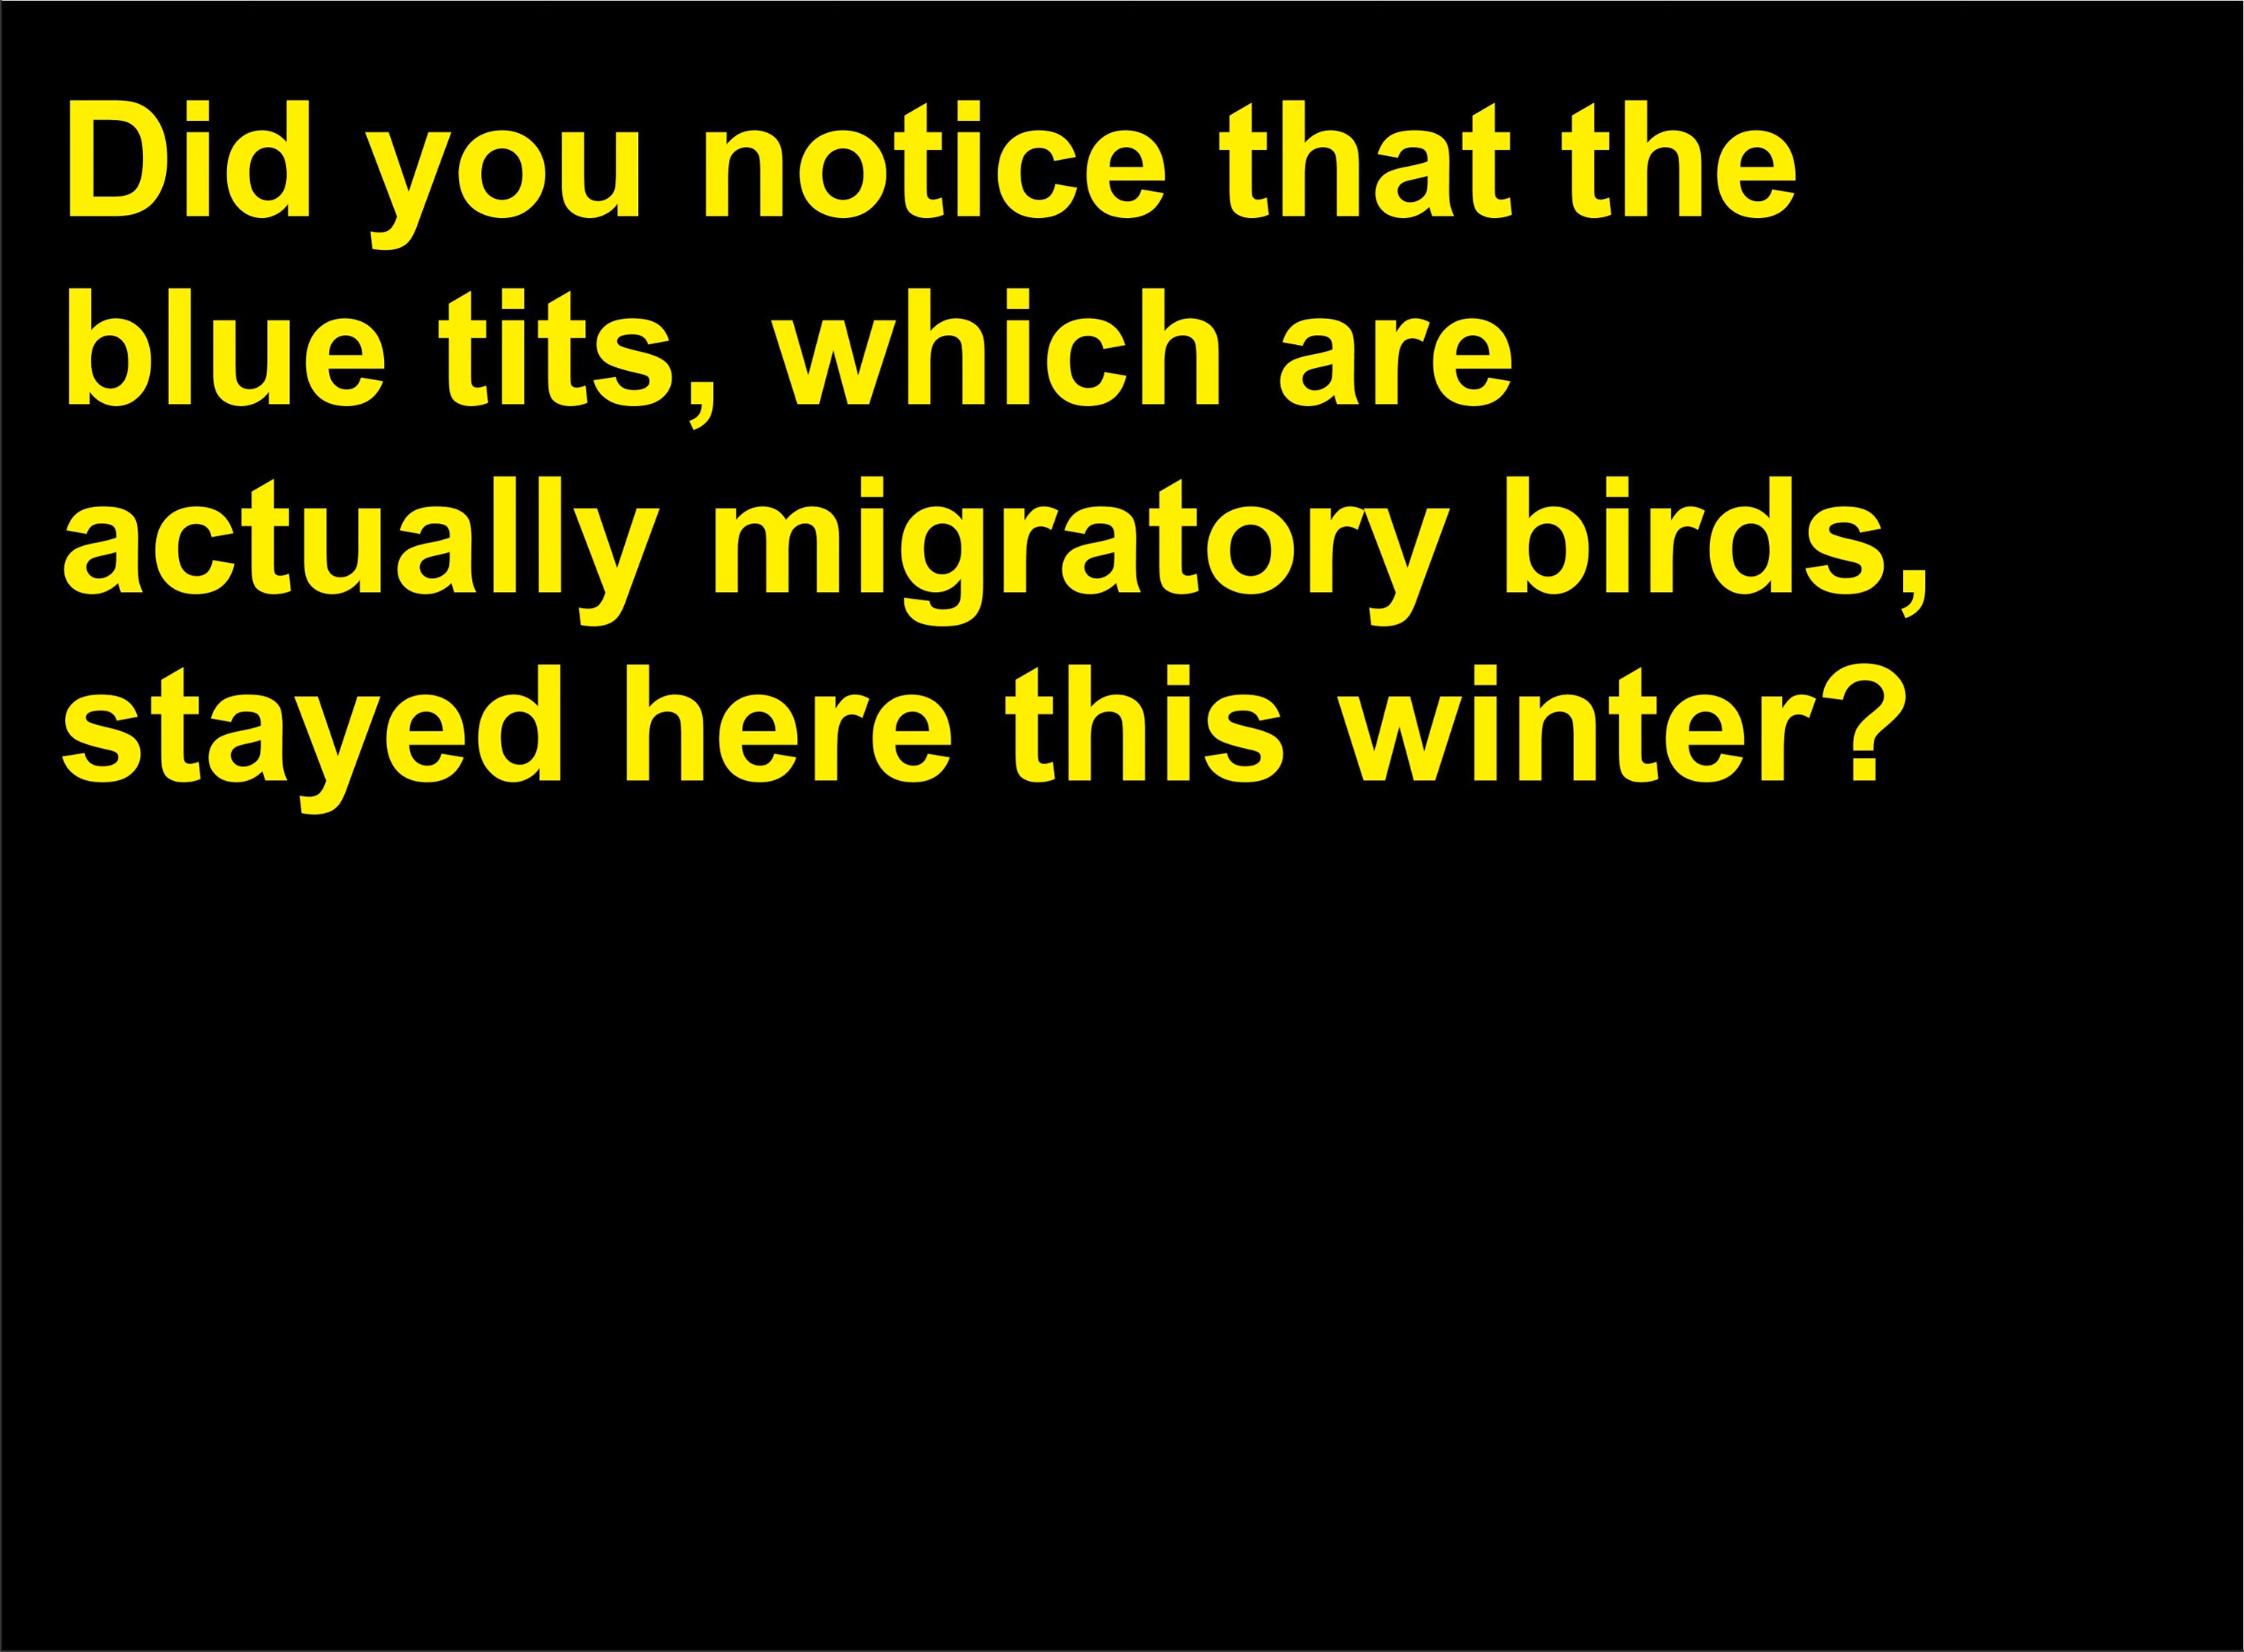 Did you notice that the
blue tits, which are
actually migratory birds,
stayed here this winter?